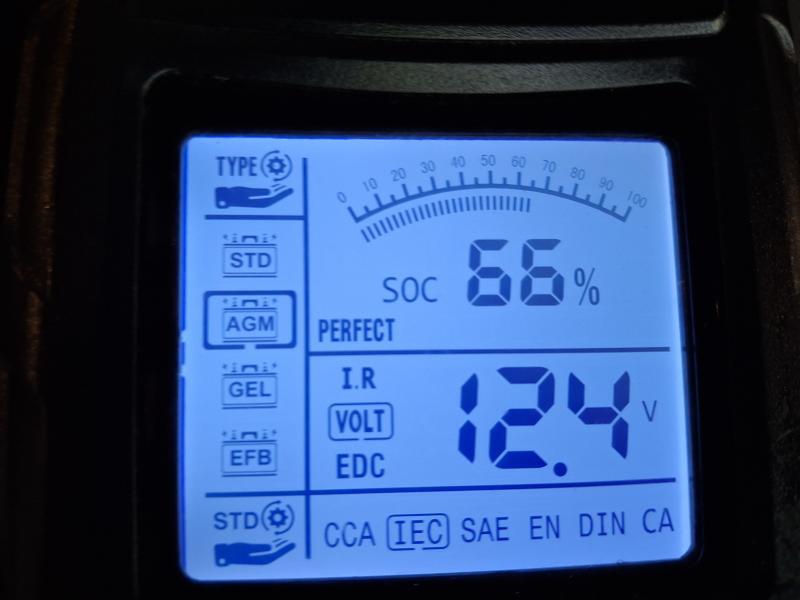 TYPE
0 10 20 30 40 50 60 70 80 90 100
STD
SOC 66%
AGM
PERFECT
GEL
I.R
VOLT 12.4 V
EFB
EDC
STD
CCA IEC SAE EN DIN CA